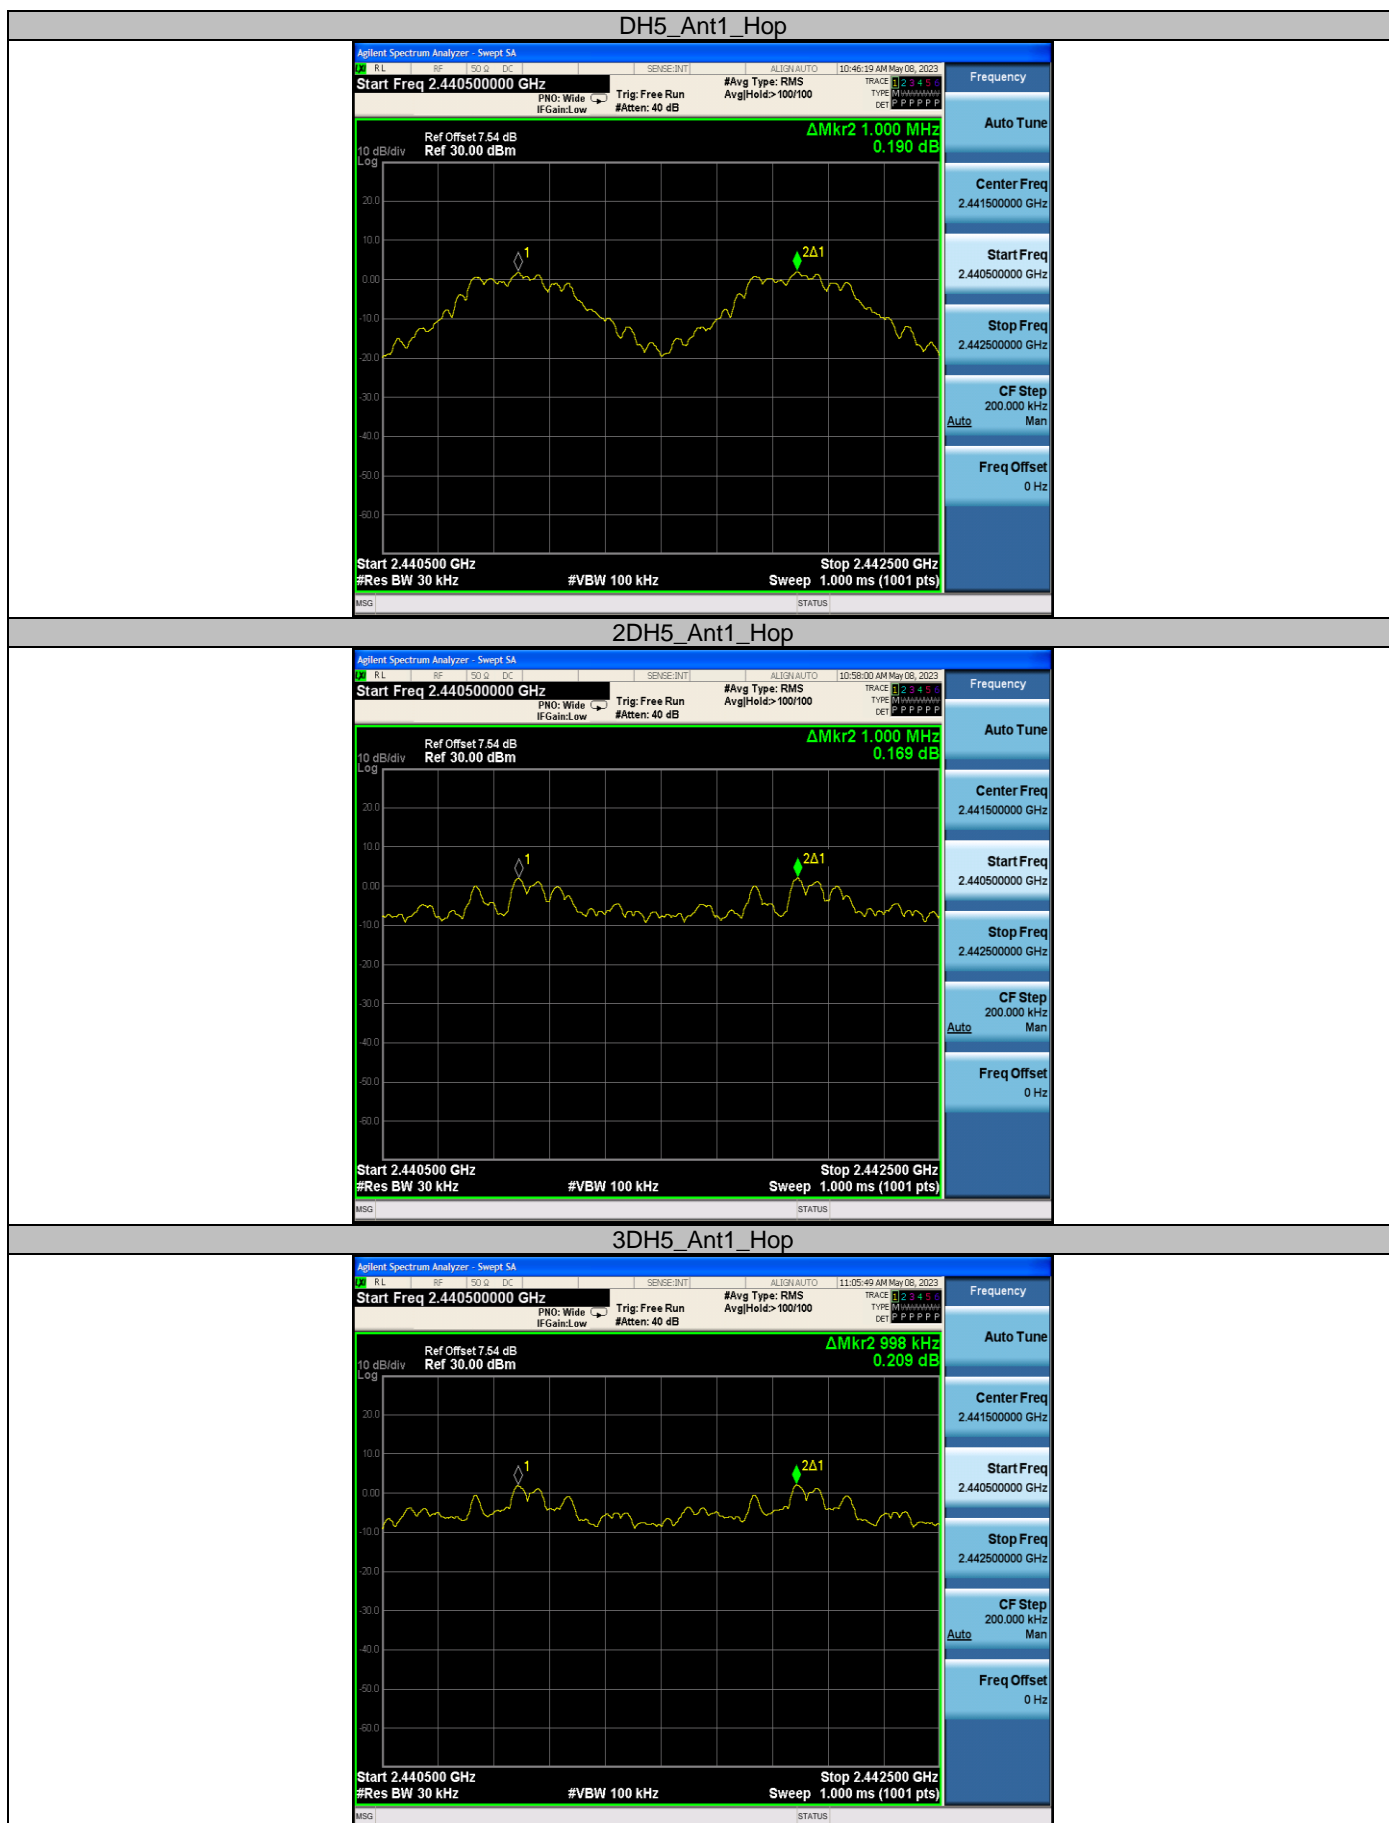 DH5_Ant1_Hop
Agilent Spectrum Analyzer - Swept SA
RL RF 50 Ω DC SENSE:INT ALIGN AUTO 10:46:19 AM May 08, 2023
Start Freq 2.440500000 GHz
PNO: Wide
IFGain:Low
Trig: Free Run
#Atten: 40 dB
#Avg Type: RMS
Avg|Hold:>100/100
TRACE 1 2 3 4 5 6
TYPE M
DET P P P P P P
ΔMkr2 1.000 MHz
0.190 dB
Ref Offset 7.54 dB
10 dB/div Ref 30.00 dBm
Log
20.0
10.0
0.00
-10.0
-20.0
-30.0
-40.0
-50.0
-60.0
1
2Δ1
Start 2.440500 GHz Stop 2.442500 GHz
#Res BW 30 kHz #VBW 100 kHz Sweep 1.000 ms (1001 pts)
MSG STATUS
Frequency
Auto Tune
Center Freq
2.441500000 GHz
Start Freq
2.440500000 GHz
Stop Freq
2.442500000 GHz
CF Step
200.000 kHz
Auto Man
Freq Offset
0 Hz
2DH5_Ant1_Hop
Agilent Spectrum Analyzer - Swept SA
RL RF 50 Ω DC SENSE:INT ALIGN AUTO 10:58:00 AM May 08, 2023
Start Freq 2.440500000 GHz
PNO: Wide
IFGain:Low
Trig: Free Run
#Atten: 40 dB
#Avg Type: RMS
Avg|Hold:>100/100
TRACE 1 2 3 4 5 6
TYPE M
DET P P P P P P
ΔMkr2 1.000 MHz
0.169 dB
Ref Offset 7.54 dB
10 dB/div Ref 30.00 dBm
Log
20.0
10.0
0.00
-10.0
-20.0
-30.0
-40.0
-50.0
-60.0
1
2Δ1
Start 2.440500 GHz Stop 2.442500 GHz
#Res BW 30 kHz #VBW 100 kHz Sweep 1.000 ms (1001 pts)
MSG STATUS
Frequency
Auto Tune
Center Freq
2.441500000 GHz
Start Freq
2.440500000 GHz
Stop Freq
2.442500000 GHz
CF Step
200.000 kHz
Auto Man
Freq Offset
0 Hz
3DH5_Ant1_Hop
Agilent Spectrum Analyzer - Swept SA
RL RF 50 Ω DC SENSE:INT ALIGN AUTO 11:05:49 AM May 08, 2023
Start Freq 2.440500000 GHz
PNO: Wide
IFGain:Low
Trig: Free Run
#Atten: 40 dB
#Avg Type: RMS
Avg|Hold:>100/100
TRACE 1 2 3 4 5 6
TYPE M
DET P P P P P P
ΔMkr2 998 kHz
0.209 dB
Ref Offset 7.54 dB
10 dB/div Ref 30.00 dBm
Log
20.0
10.0
0.00
-10.0
-20.0
-30.0
-40.0
-50.0
-60.0
1
2Δ1
Start 2.440500 GHz Stop 2.442500 GHz
#Res BW 30 kHz #VBW 100 kHz Sweep 1.000 ms (1001 pts)
MSG STATUS
Frequency
Auto Tune
Center Freq
2.441500000 GHz
Start Freq
2.440500000 GHz
Stop Freq
2.442500000 GHz
CF Step
200.000 kHz
Auto Man
Freq Offset
0 Hz